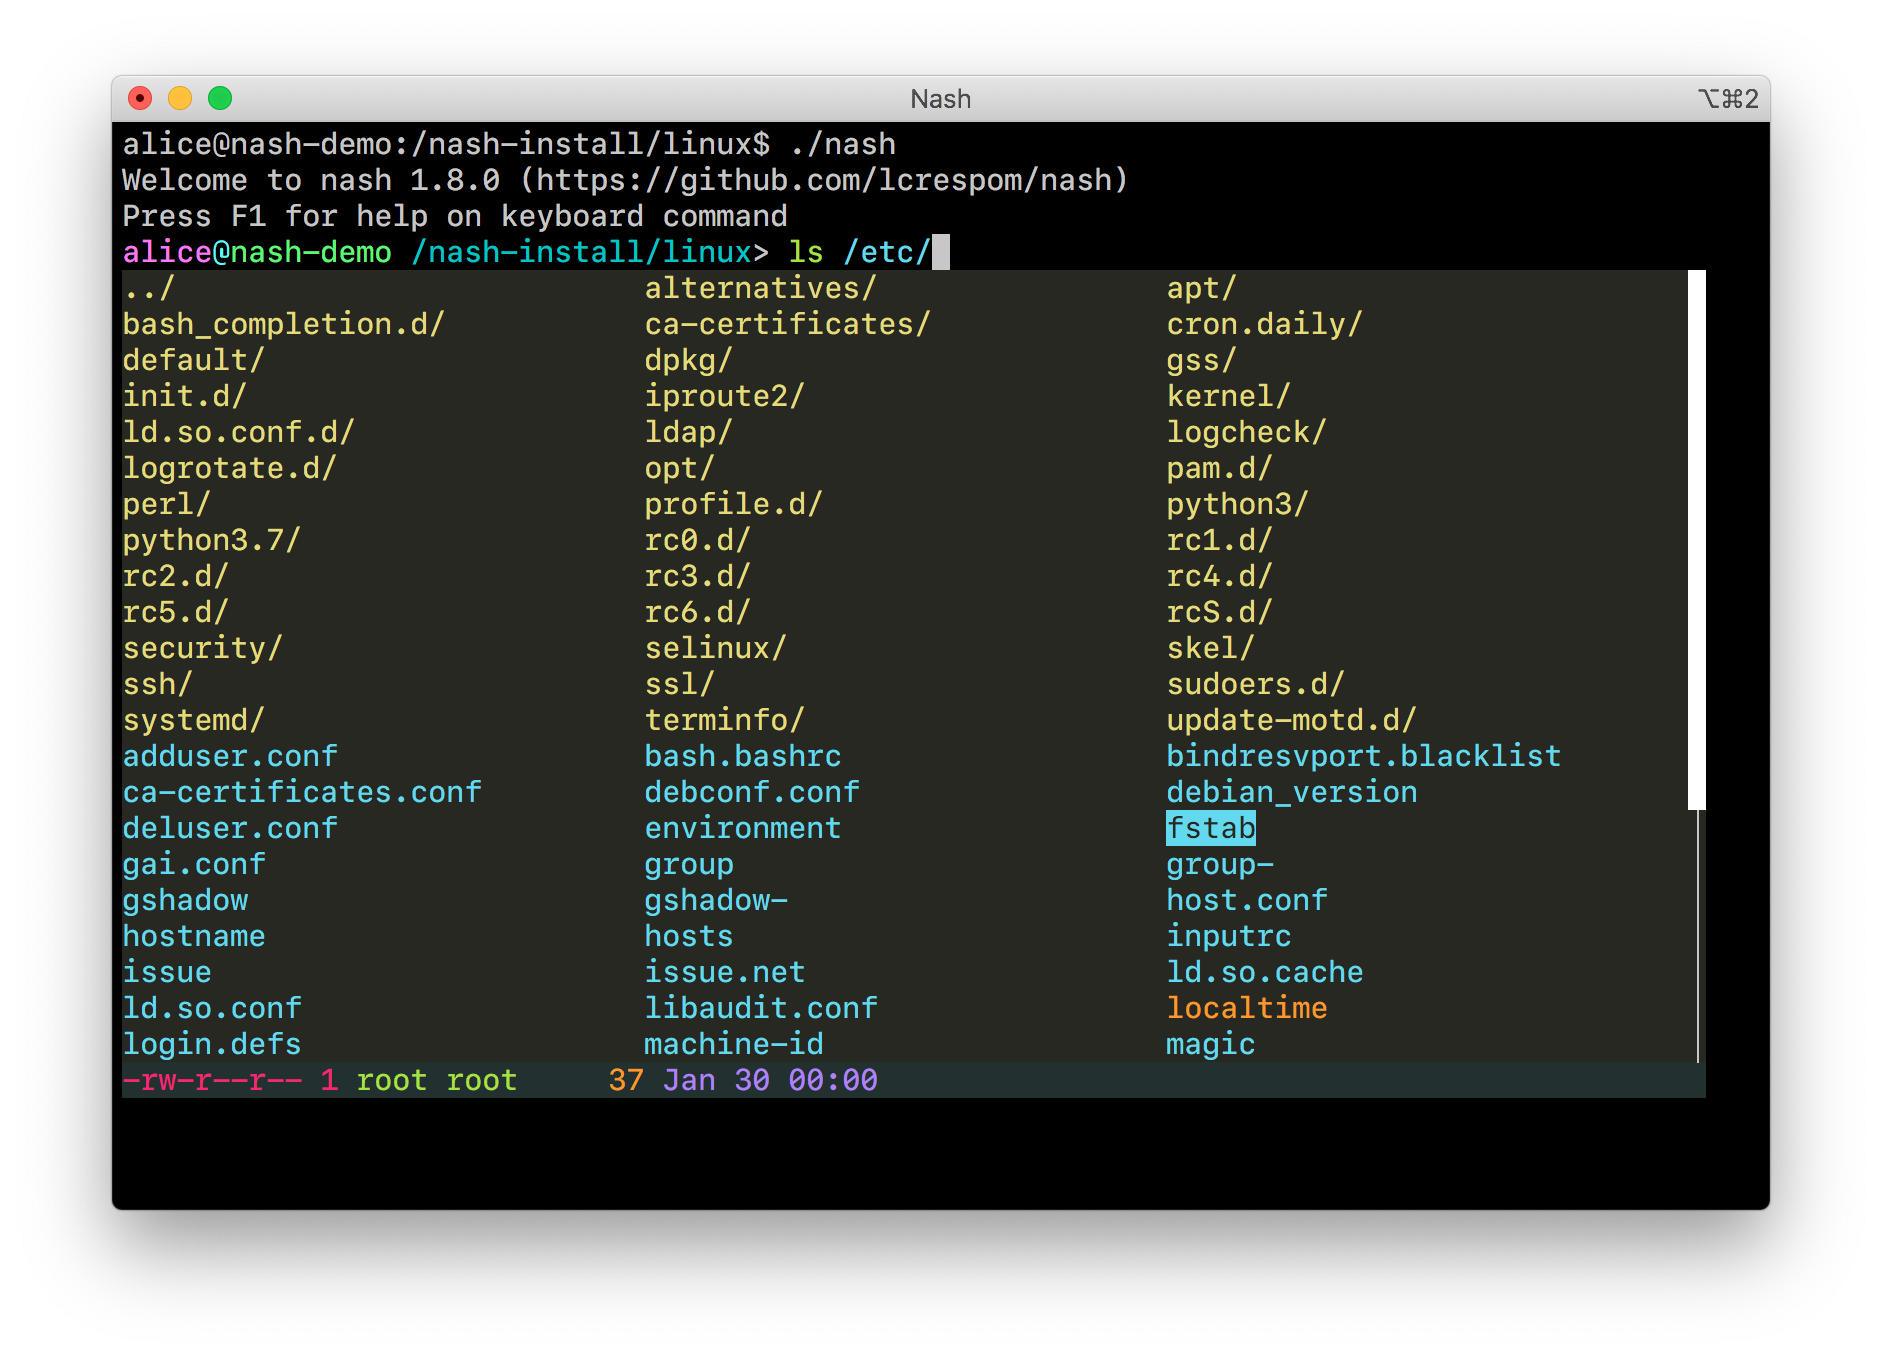 Nash ⌥⌘2
alice@nash-demo:/nash-install/linux$ ./nash
Welcome to nash 1.8.0 (https://github.com/lcrespom/nash)
Press F1 for help on keyboard command
alice@nash-demo /nash-install/linux> ls /etc/
../ alternatives/ apt/
bash_completion.d/ ca-certificates/ cron.daily/
default/ dpkg/ gss/
init.d/ iproute2/ kernel/
ld.so.conf.d/ ldap/ logcheck/
logrotate.d/ opt/ pam.d/
perl/ profile.d/ python3/
python3.7/ rc0.d/ rc1.d/
rc2.d/ rc3.d/ rc4.d/
rc5.d/ rc6.d/ rcS.d/
security/ selinux/ skel/
ssh/ ssl/ sudoers.d/
systemd/ terminfo/ update-motd.d/
adduser.conf bash.bashrc bindresvport.blacklist
ca-certificates.conf debconf.conf debian_version
deluser.conf environment fstab
gai.conf group group-
gshadow gshadow- host.conf
hostname hosts inputrc
issue issue.net ld.so.cache
ld.so.conf libaudit.conf localtime
login.defs machine-id magic
-rw-r--r-- 1 root root 37 Jan 30 00:00